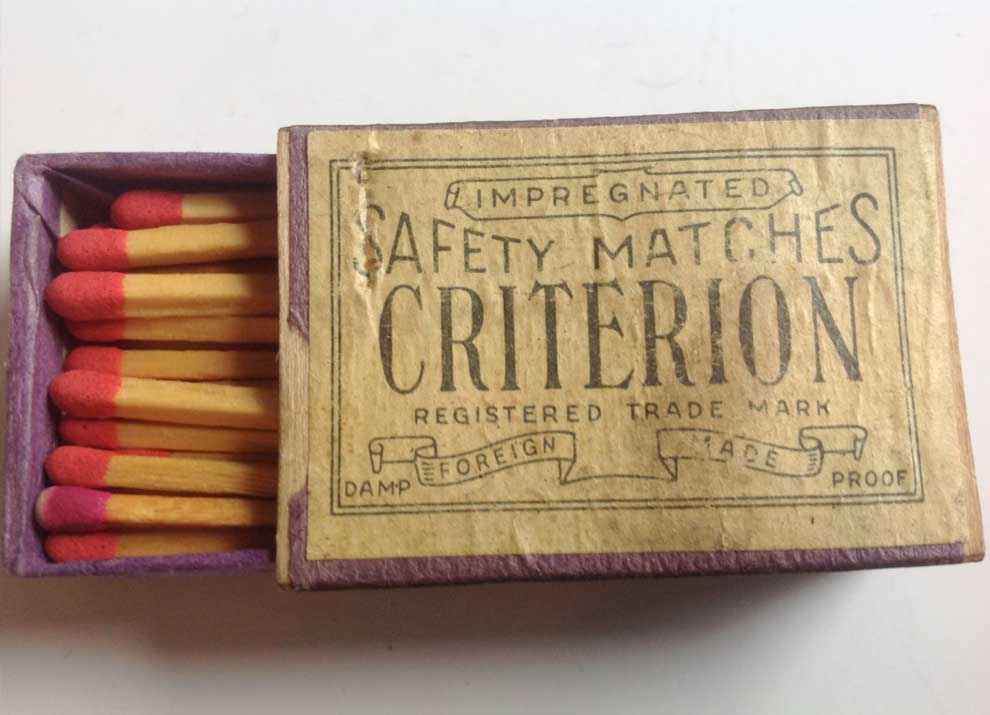 IMPREGNATED
SAFETY MATCHES
CRITERION
REGISTERED TRADE MARK
FOREIGN MADE
DAMP PROOF